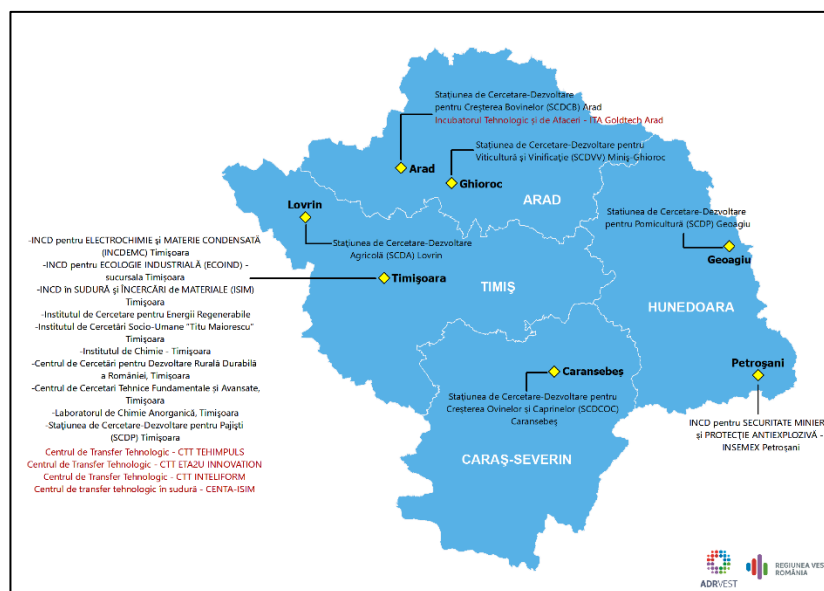 Stațiunea de Cercetare-Dezvoltare
pentru Creșterea Bovinelor (SCDCB) Arad
Incubatorul Tehnologic și de Afaceri - ITA Goldtech Arad
Stațiunea de Cercetare-Dezvoltare pentru
Viticultură și Vinificație (SCDVV) Miniș-Ghioroc
Arad
Ghioroc
ARAD
Lovrin
Stațiunea de Cercetare-Dezvoltare
Agricolă (SCDA) Lovrin
Stațiunea de Cercetare-Dezvoltare
pentru Pomicultură (SCDP) Geoagiu
Geoagiu
-INCD pentru ELECTROCHIMIE și MATERIE CONDENSATĂ
(INCDEMC) Timișoara
-INCD pentru ECOLOGIE INDUSTRIALĂ (ECOIND) -
sucursala Timișoara
-INCD în SUDURĂ și ÎNCERCĂRI de MATERIALE (ISIM)
Timișoara
-Institutul de Cercetare pentru Energii Regenerabile
-Institutul de Cercetări Socio-Umane "Titu Maiorescu"
Timișoara
-Institutul de Chimie - Timișoara
-Centrul de Cercetări pentru Dezvoltare Rurală Durabilă
a României, Timișoara
-Centrul de Cercetari Tehnice Fundamentale și Avansate,
Timișoara
-Laboratorul de Chimie Anorganică, Timișoara
-Stațiunea de Cercetare-Dezvoltare pentru Pajiști
(SCDP) Timișoara
Centrul de Transfer Tehnologic - CTT TEHIMPULS
Centrul de Transfer Tehnologic - CTT ETA2U INNOVATION
Centrul de Transfer Tehnologic - CTT INTELIFORM
Centrul de transfer tehnologic în sudură - CENTA-ISIM
Timișoara
TIMIȘ
HUNEDOARA
Caransebeș
Stațiunea de Cercetare-Dezvoltare pentru
Creșterea Ovinelor și Caprinelor (SCDCOC)
Caransebeș
Petroșani
INCD pentru SECURITATE MINIER
și PROTECȚIE ANTIEXPLOZIVĂ -
INSEMEX Petroșani
CARAȘ-SEVERIN
ADRVEST
REGIUNEA VES
ROMÂNIA